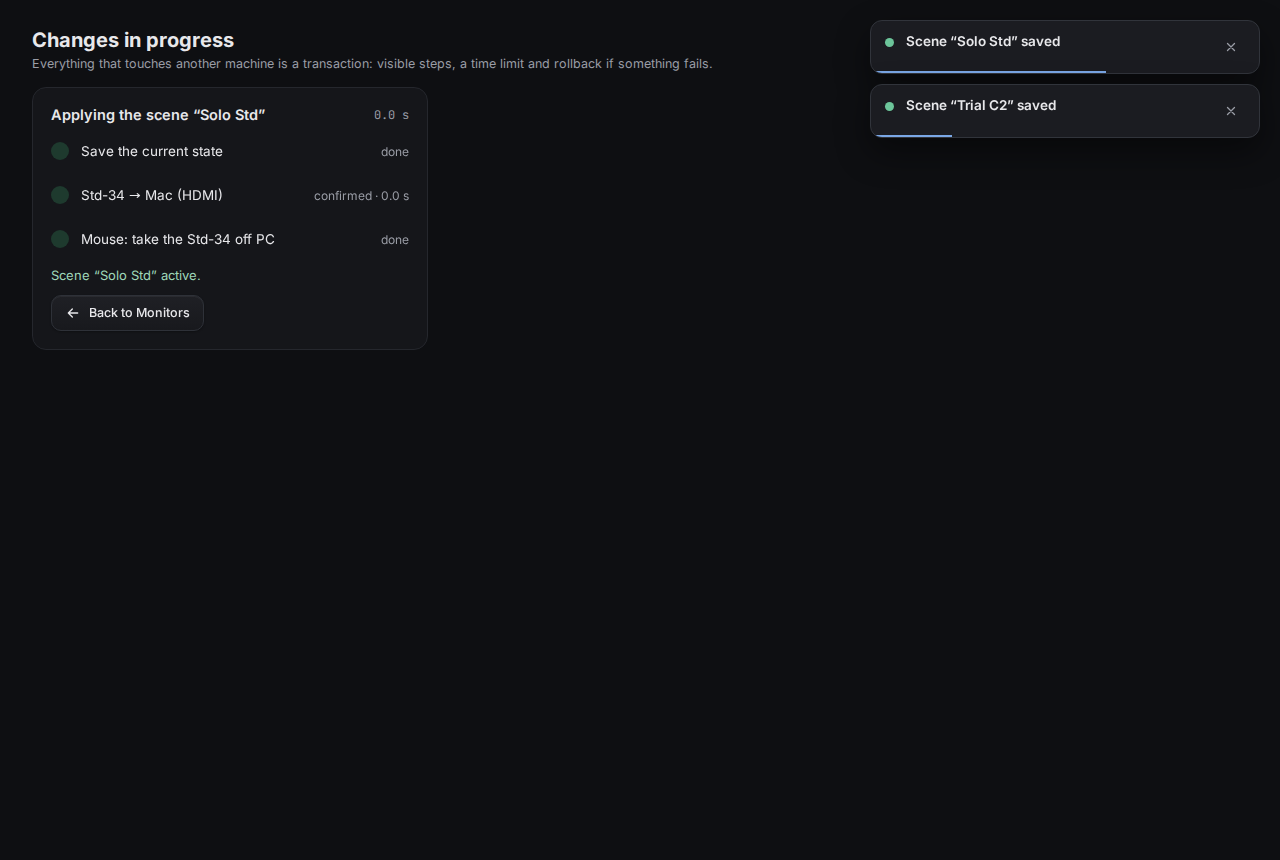 Changes in progress
Everything that touches another machine is a transaction: visible steps, a time limit and rollback if something fails.
Applying the scene “Solo Std” 0.0 s
Save the current state done
Std-34 → Mac (HDMI) confirmed · 0.0 s
Mouse: take the Std-34 off PC done
Scene “Solo Std” active.
← Back to Monitors
Scene “Solo Std” saved
Scene “Trial C2” saved